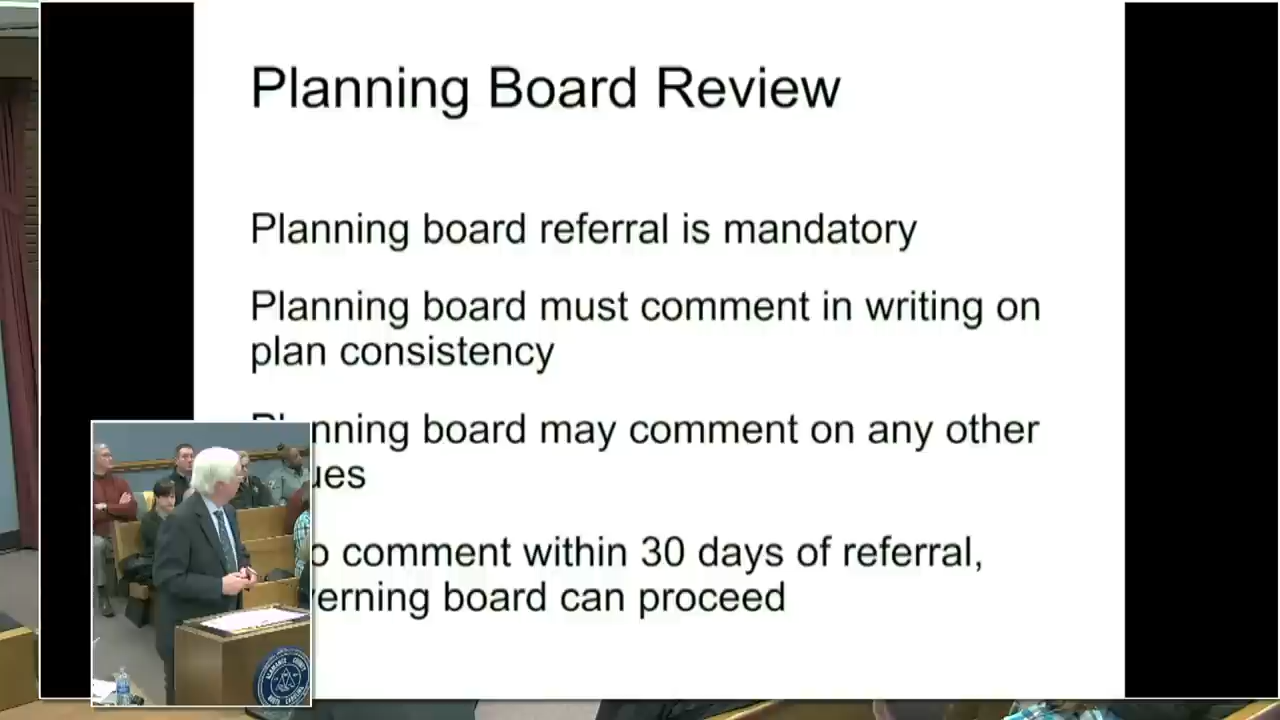 Planning Board Review
Planning board referral is mandatory
Planning board must comment in writing on
plan consistency
Planning board may comment on any other
comment within 30 days of referral,
board can proceed